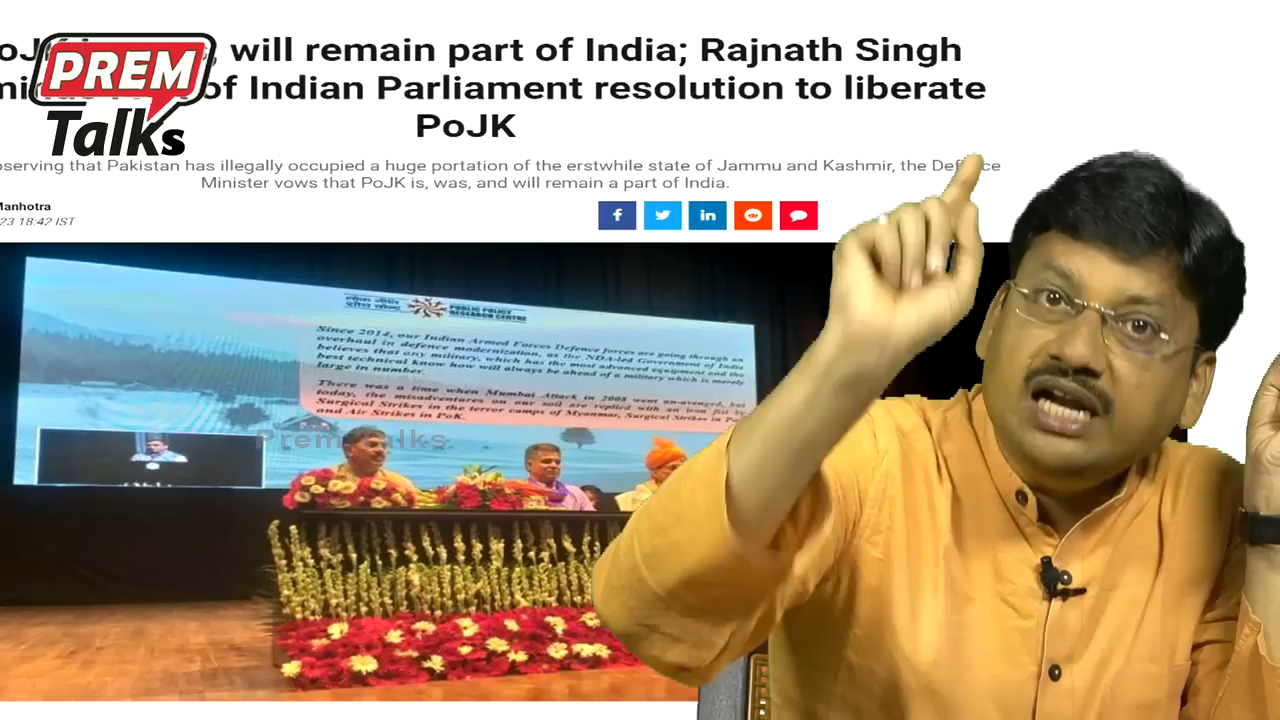 PREM
Talks
will remain part of India; Rajnath Singh
of Indian Parliament resolution to liberate
PoJK
observing that Pakistan has illegally occupied a huge portation of the erstwhile state of Jammu and Kashmir, the Defence
Minister vows that PoJK is, was, and will remain a part of India.
Manhotra
23 18:42 IST
f
in
लोक नीति
शोध केन्द्र
PUBLIC POLICY
RESEARCH CENTRE
Since 2014, our Indian Armed Forces Defence forces are going through an
overhaul in defence modernization, as the NDA-led Government of India
believes that any military, which has the most advanced equipment and the
best technical know how will always be ahead of a military which is merely
large in number.
There was a time when Mumbai Attack in 2008 went un-avenged, but
today, the misadventures on our soil are replied with an iron fist by
Surgical Strikes in the terror camps of Myanmar, Surgical Strikes in Po
and Air Strikes in PoK.
Prem Talks